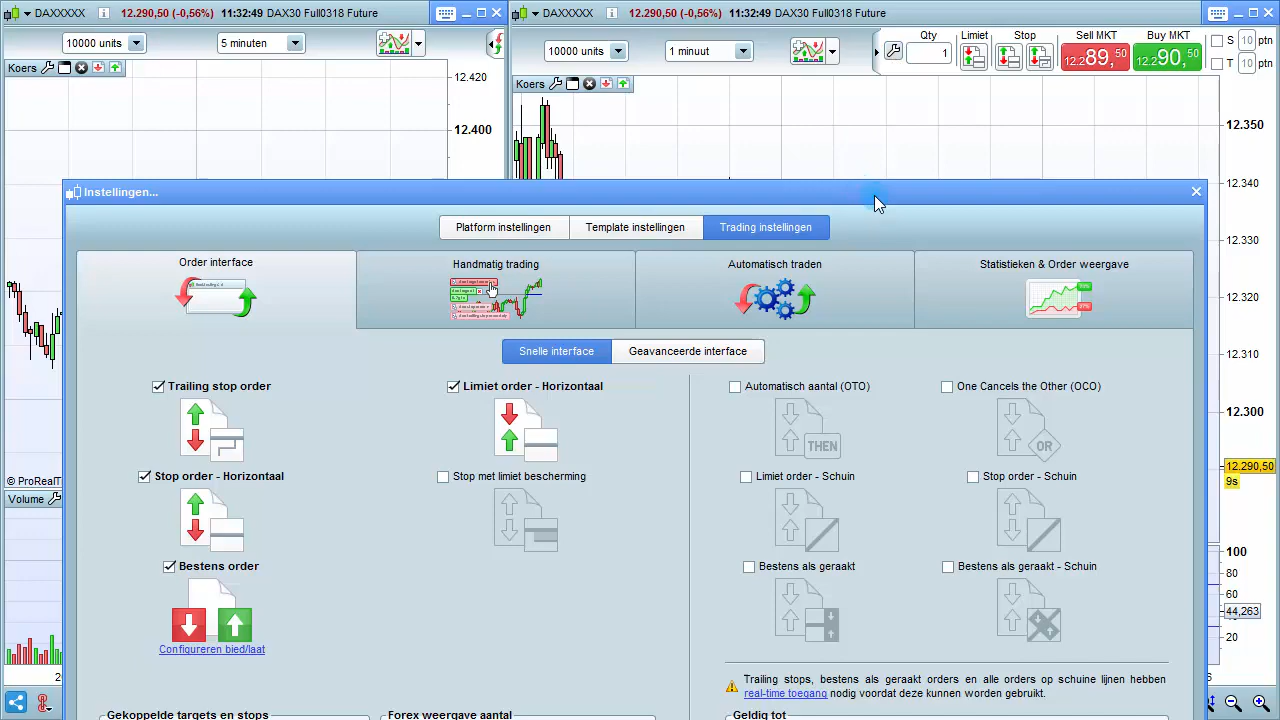 DAXXXXX 12.290,50 (-0,56%) 11:32:49 DAX30 Full0318 Future
DAXXXXX 12.290,50 (-0,56%) 11:32:49 DAX30 Full0318 Future
10000 units 5 minuten
10000 units 1 minuut
Qty Limiet Stop Sell MKT Buy MKT
1 12.289,50 12.290,50
S 10 ptn
T 10 ptn
Koers
Koers
12.420
12.400
12.350
12.340
12.330
12.320
12.310
12.300
12.290,50
9s
100
80
60
44,263
20
© ProRealT
Volume
Instellingen...
Platform instellingen Template instellingen Trading instellingen
Order interface Handmatig trading Automatisch traden Statistieken & Order weergave
Snelle interface Geavanceerde interface
Trailing stop order Limiet order - Horizontaal Automatisch aantal (OTO) One Cancels the Other (OCO)
THEN OR
Stop order - Horizontaal Stop met limiet bescherming Limiet order - Schuin Stop order - Schuin
Bestens order Bestens als geraakt Bestens als geraakt - Schuin
Configureren bied/laat
Trailing stops, bestens als geraakt orders en alle orders op schuine lijnen hebben
real-time toegang nodig voordat deze kunnen worden gebruikt.
Gekoppelde targets en stops Forex weergave aantal Geldig tot